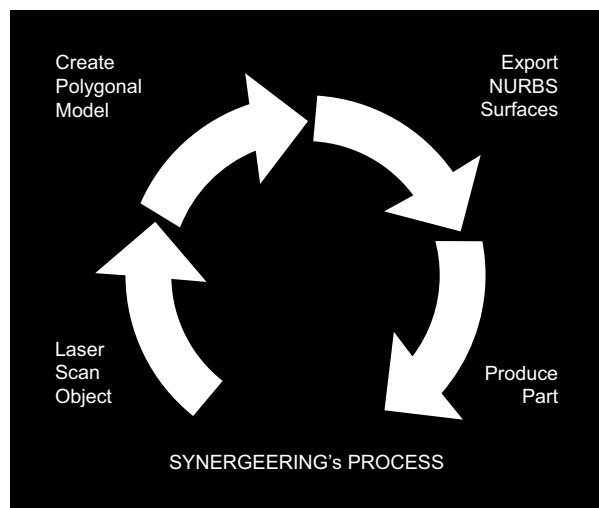 Create
Polygonal
Model
Export
NURBS
Surfaces
Laser
Scan
Object
Produce
Part
SYNERGEERING's PROCESS